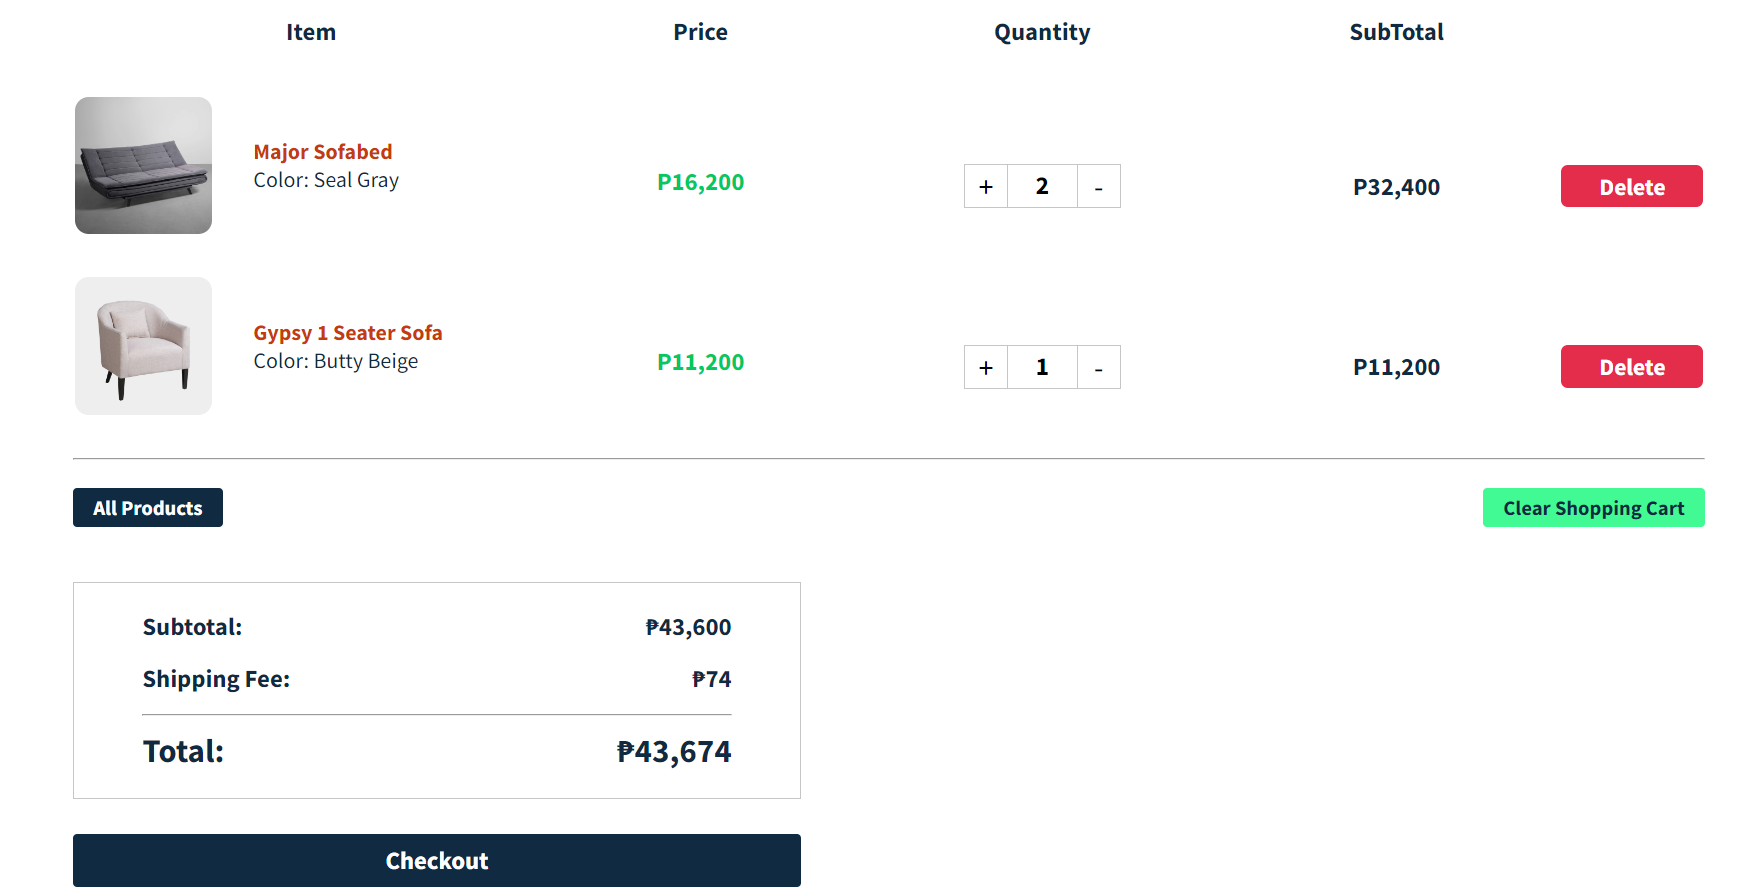 Item Price Quantity SubTotal
Major Sofabed
Color: Seal Gray
P16,200
+ 2 -
P32,400
Delete
Gypsy 1 Seater Sofa
Color: Butty Beige
P11,200
+ 1 -
P11,200
Delete
All Products
Clear Shopping Cart
Subtotal: ₱43,600
Shipping Fee: ₱74
Total: ₱43,674
Checkout